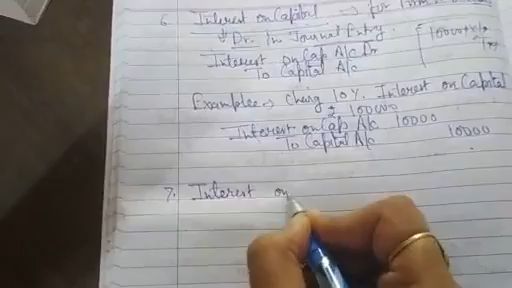 6. Interest on Capital → for
↓ Dr. In Journal Entry.
Interest on Cap A/c Dr
To Capital A/c
Example → Charg 10%. Interest on Capital
100000
Interest on Cap A/c 10000
To Capital A/c 10000
7. Interest on